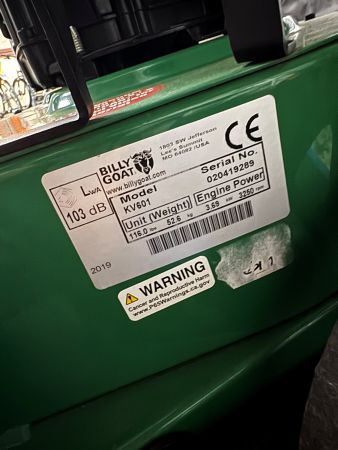 LWA
103 dB
BILLY
GOAT
www.billygoat.com
1803 SW Jefferson
Lee's Summit
MO 64082 /USA
CE
Model
KV601
Serial No.
020419289
Unit (Weight)
Engine Power
116.0 lbs
52.6 kg
3.69 kW
3250 rpm
2019
WARNING
Cancer and Reproductive Harm
www.P65Warnings.ca.gov